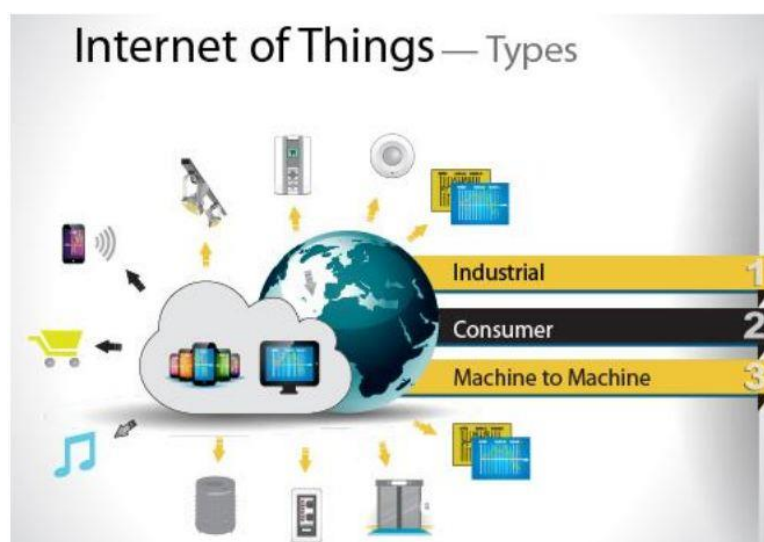 Internet of Things — Types
Industrial 1
Consumer 2
Machine to Machine 3